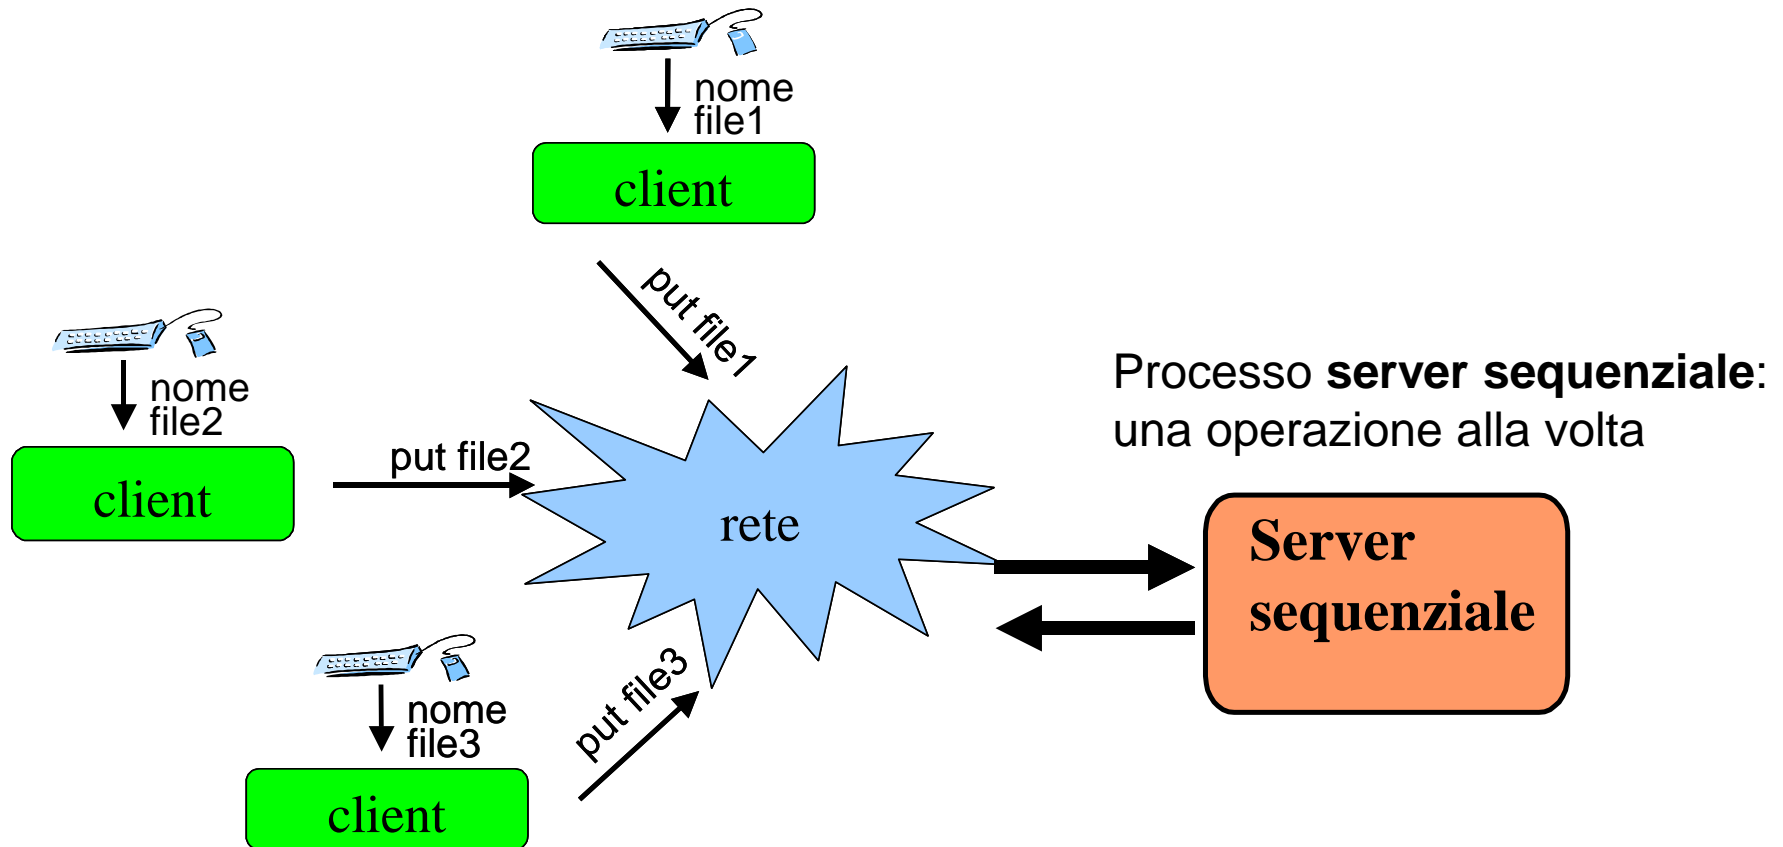 nome
file1
client
put file1
nome
file2
client
put file2
rete
Processo server sequenziale:
una operazione alla volta
Server
sequenziale
nome
file3
client
put file3